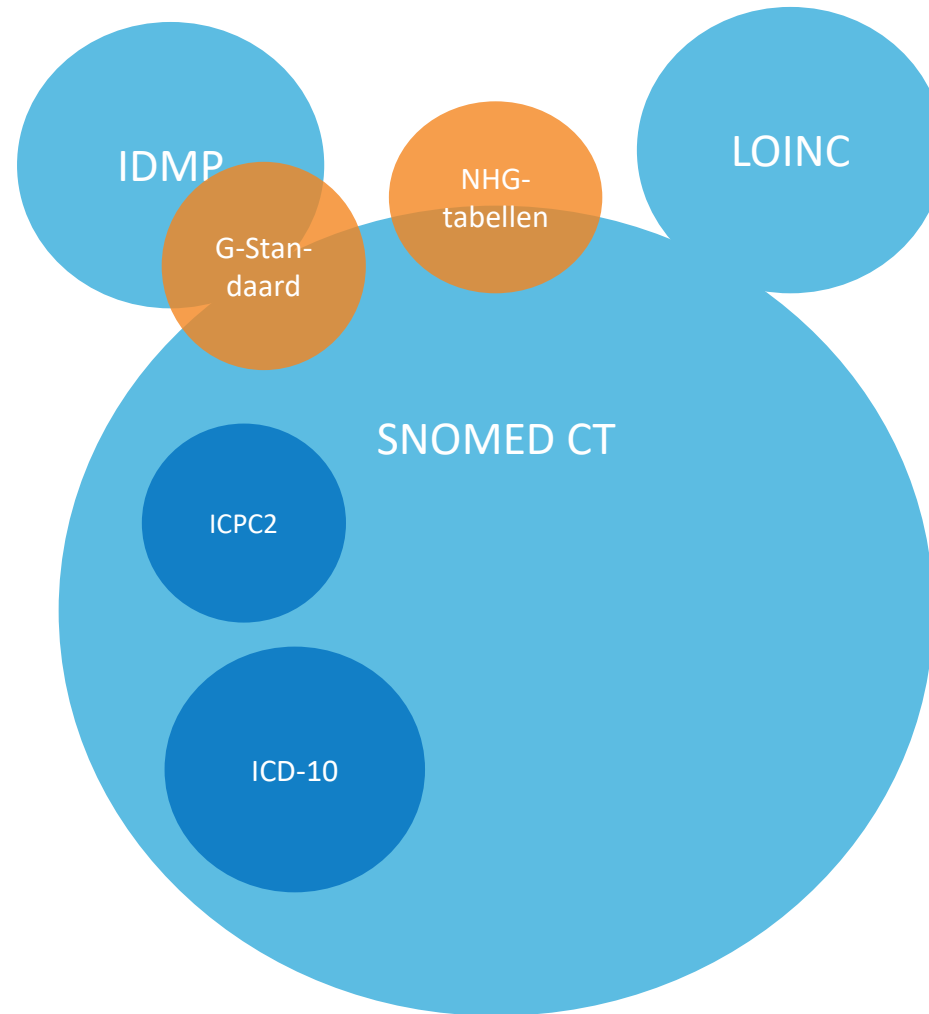 IDMP
LOINC
NHG-
tabellen
G-Stan-
daard
SNOMED CT
ICPC2
ICD-10